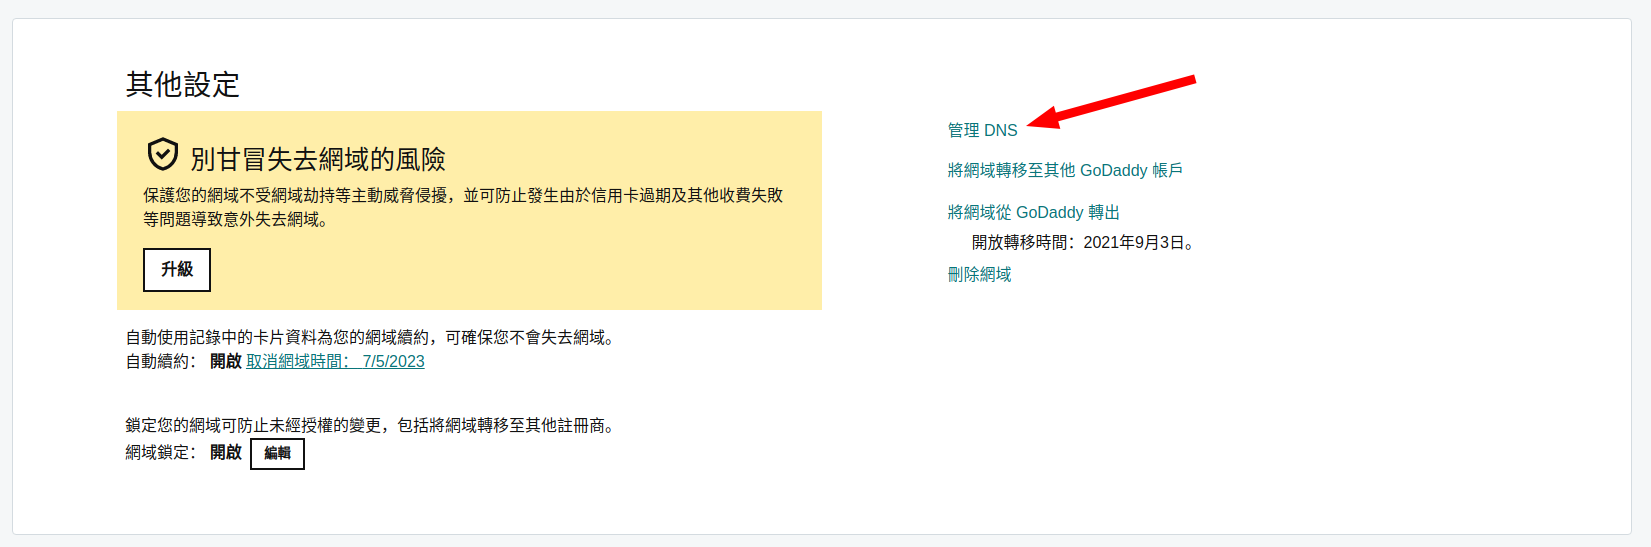 其他設定
別甘冒失去網域的風險
保護您的網域不受網域劫持等主動威脅侵擾，並可防止發生由於信用卡過期及其他收費失敗
等問題導致意外失去網域。
升級
自動使用記錄中的卡片資料為您的網域續約，可確保您不會失去網域。
自動續約： 開啟 取消網域時間： 7/5/2023
鎖定您的網域可防止未經授權的變更，包括將網域轉移至其他註冊商。
網域鎖定： 開啟 編輯
管理 DNS
將網域轉移至其他 GoDaddy 帳戶
將網域從 GoDaddy 轉出
開放轉移時間：2021年9月3日。
刪除網域